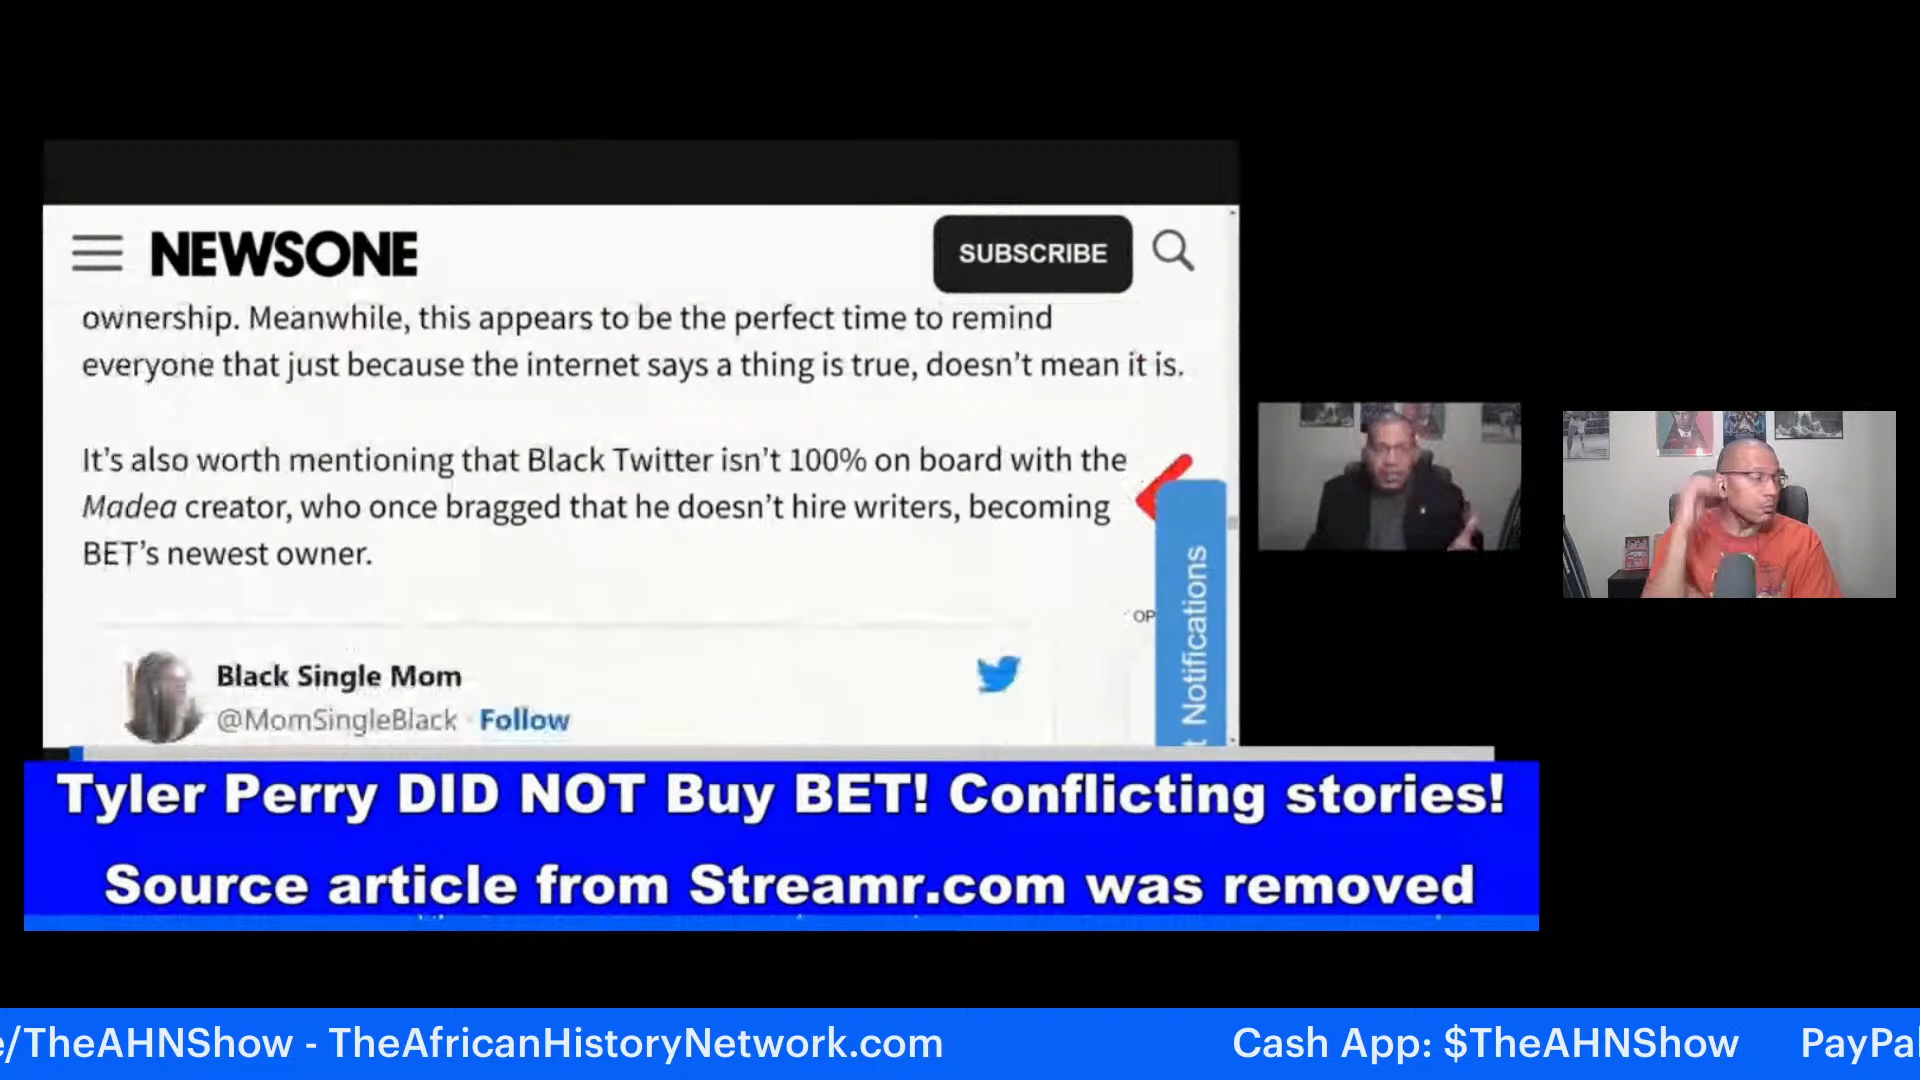 NEWSONE
SUBSCRIBE
ownership. Meanwhile, this appears to be the perfect time to remind
everyone that just because the internet says a thing is true, doesn't mean it is.
It's also worth mentioning that Black Twitter isn't 100% on board with the
Madea creator, who once bragged that he doesn't hire writers, becoming
BET's newest owner.
OP
Notifications
Black Single Mom
@MomSingleBlack · Follow
Tyler Perry DID NOT Buy BET! Conflicting stories!
Source article from Streamr.com was removed
e/TheAHNShow - TheAfricanHistoryNetwork.com
Cash App: $TheAHNShow
PayPal